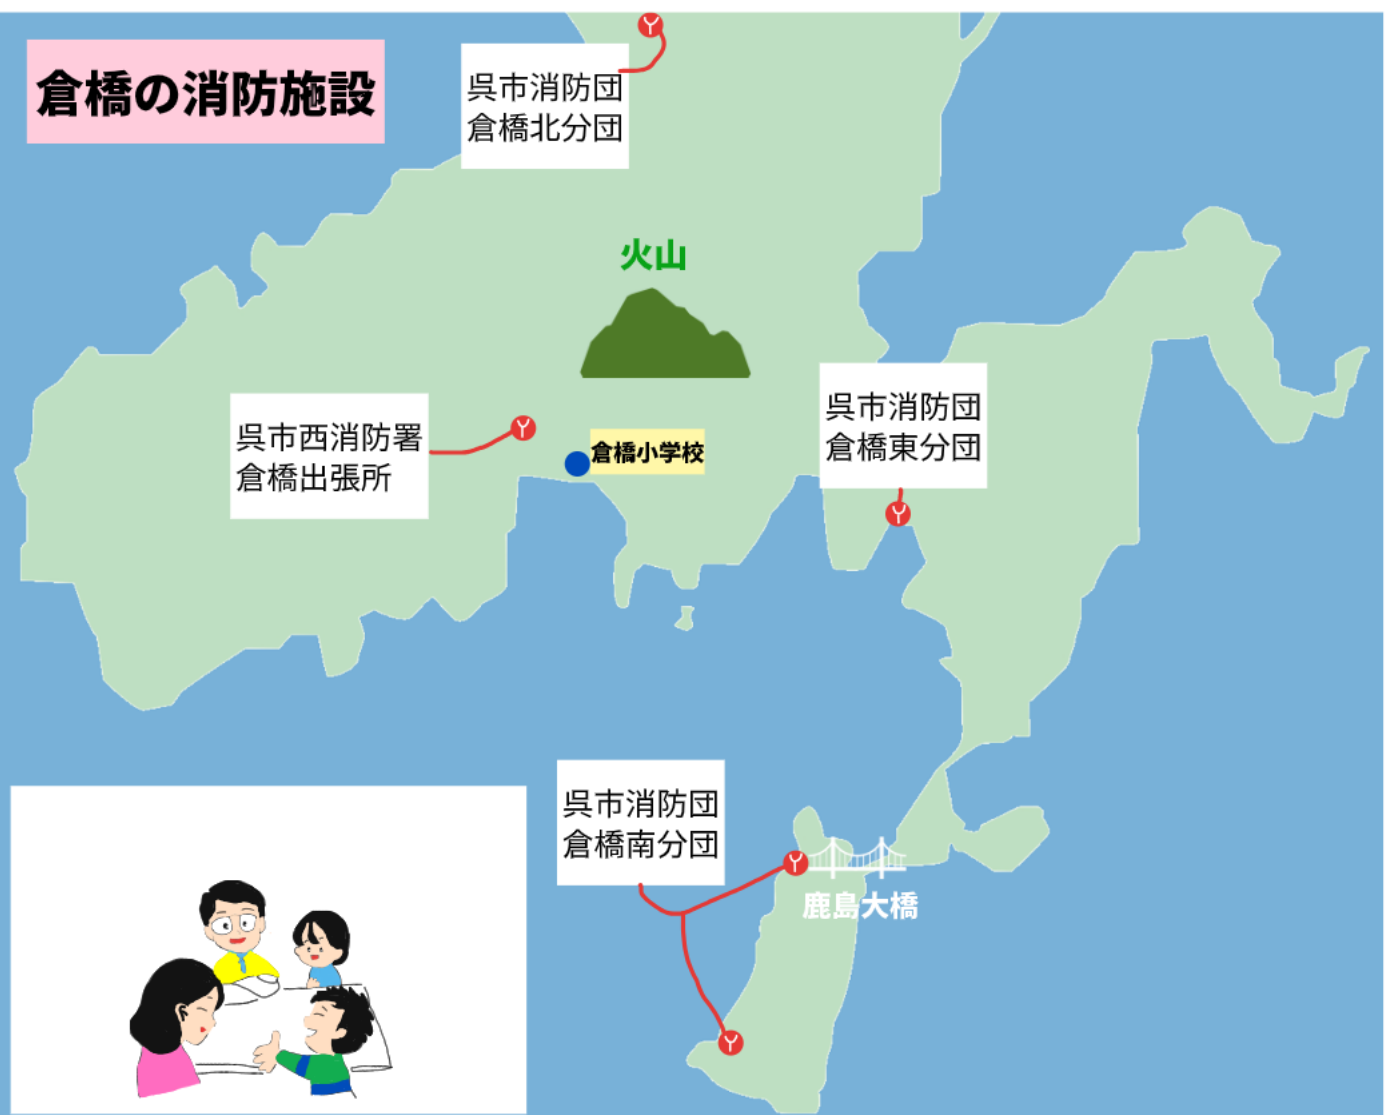 倉橋の消防施設
呉市消防団
倉橋北分団
火山
呉市西消防署
倉橋出張所
倉橋小学校
呉市消防団
倉橋東分団
呉市消防団
倉橋南分団
鹿島大橋